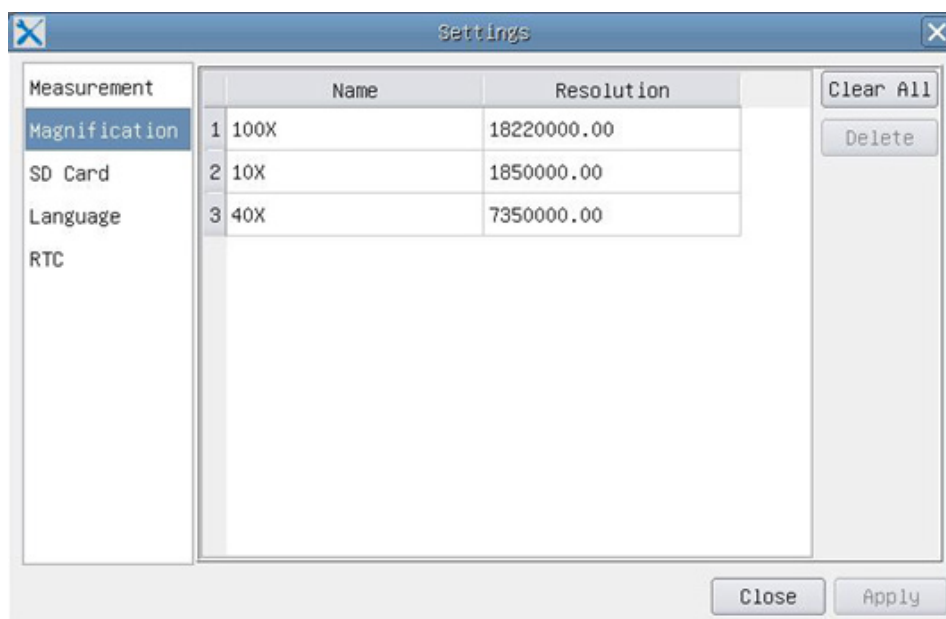 Settings
Measurement
Magnification
SD Card
Language
RTC
Name Resolution
1 100X 18220000.00
2 10X 1850000.00
3 40X 7350000.00
Clear All
Delete
Close
Apply